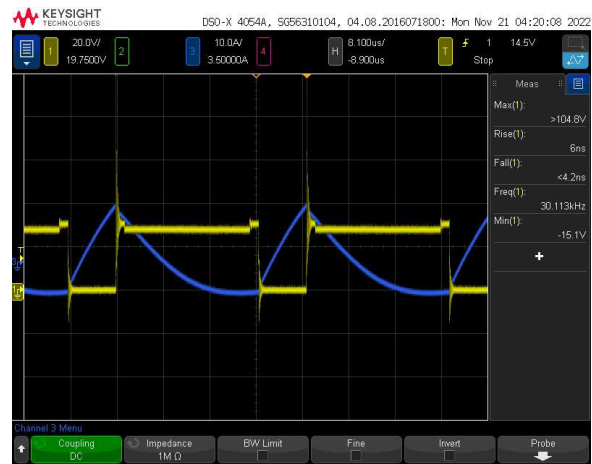 KEYSIGHT
TECHNOLOGIES
DSO-X 4054A, SG56310104, 04.08.2016071800: Mon Nov 21 04:20:08 2022
1 20.0V/ 2 3 10.0A/ 4 H 8.100us/ T 1 14.5V
19.7500V 3.50000A -8.900us Stop
Meas
Max(1):
>104.8V
Rise(1):
6ns
Fall(1):
<4.2ns
Freq(1):
30.113kHz
Min(1):
-15.1V
T
3
1
Channel 3 Menu
Coupling Impedance BW Limit Fine Invert Probe
DC 1M Ω